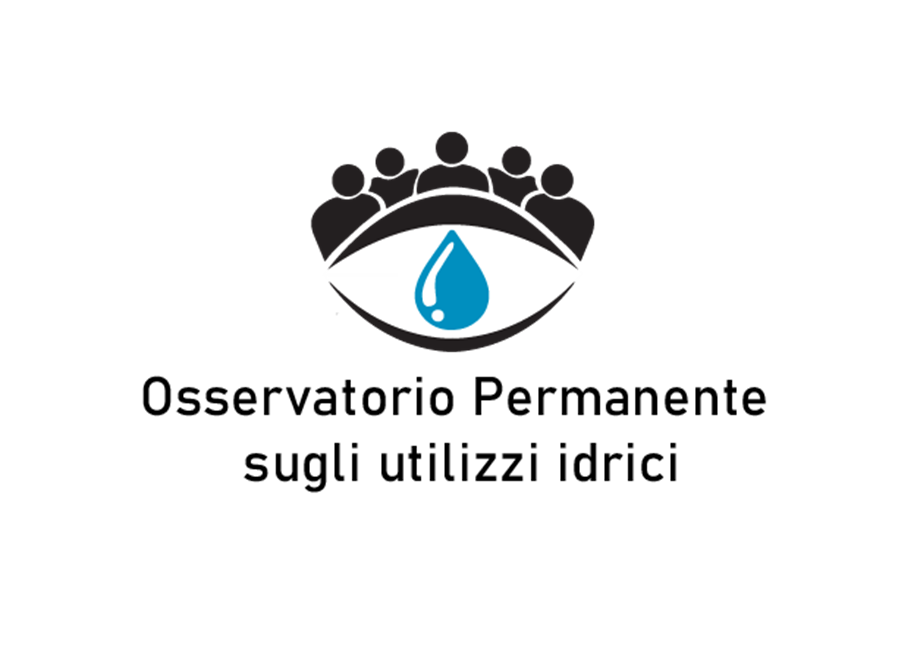 Osservatorio Permanente
sugli utilizzi idrici